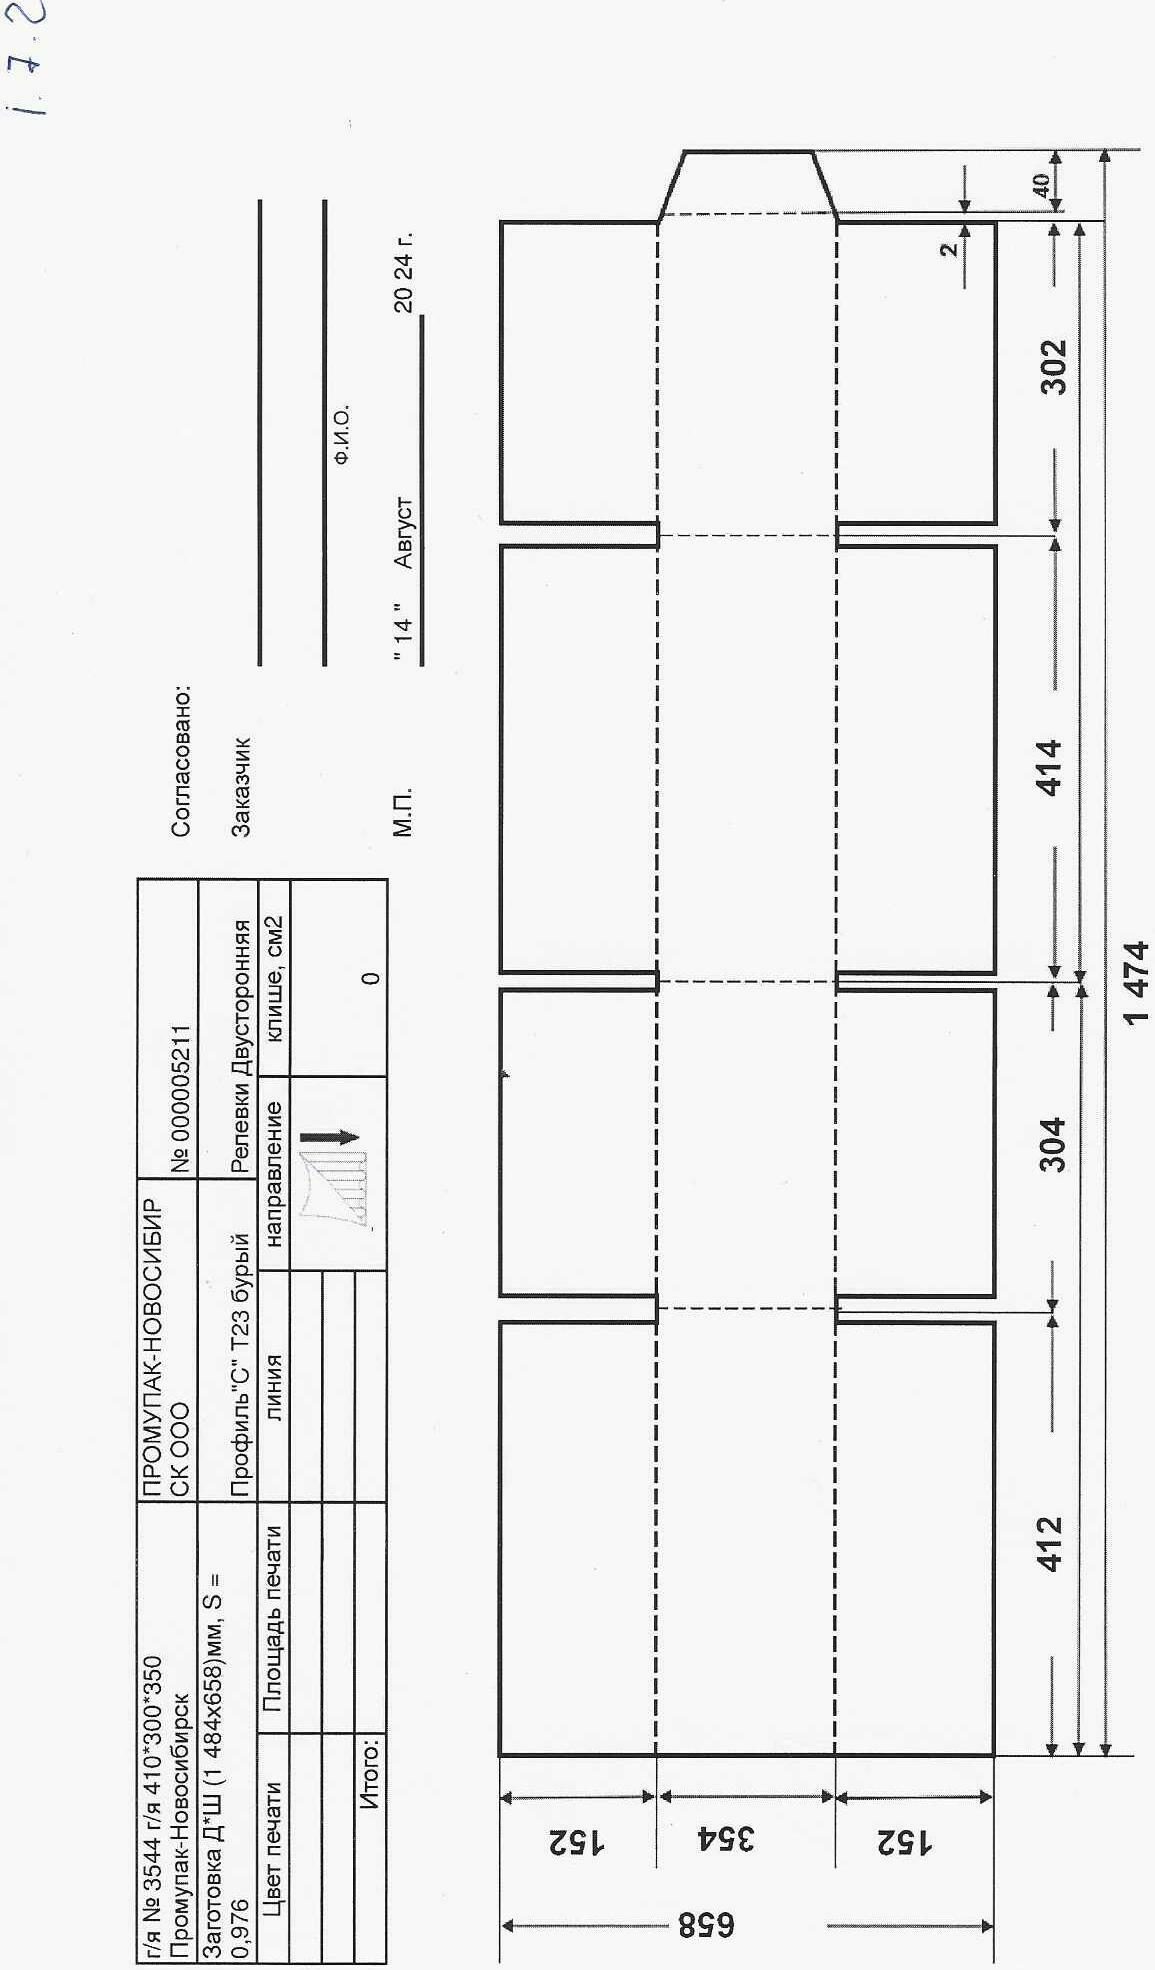 1.7.2
г/я № 3544 г/я 410*300*350
Промупак-Новосибирск
ПРОМУПАК-НОВОСИБИР
СК ООО
№ 000005211
Заготовка Д*Ш (1 484х658)мм, S =
0,976
Профиль"С" Т23 бурый
Релевки Двусторонняя
Цвет печати
Площадь печати
линия
направление
клише, см2
Итого:
0
Согласовано:
Заказчик
Ф.И.О.
М.П.
" 14 " Август 20 24 г.
152
658
354
152
2
412
304
414
302
40
1 474